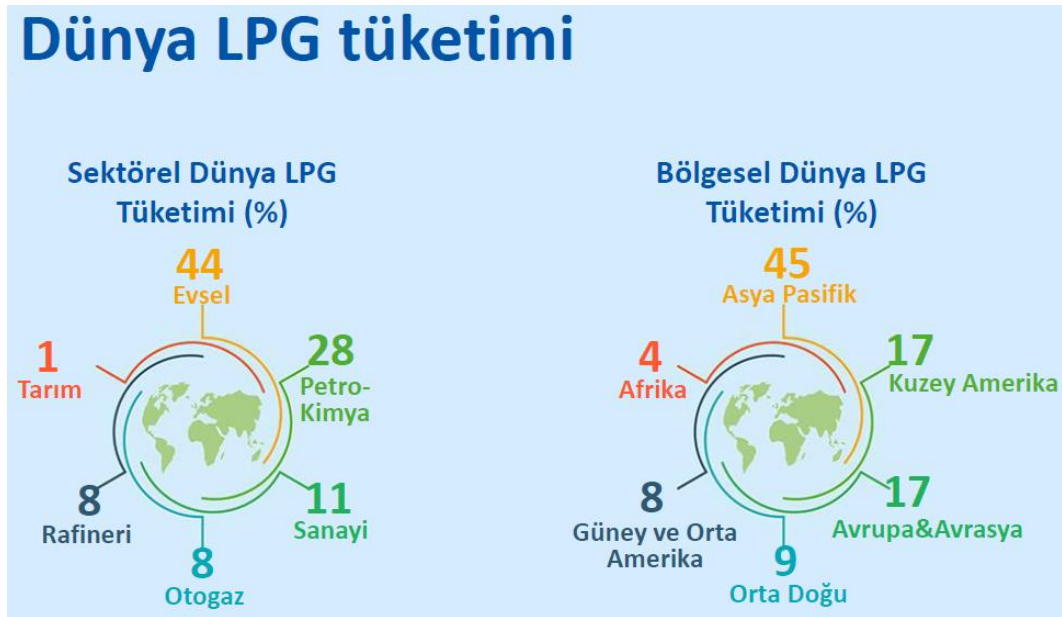 Dünya LPG tüketimi
Sektörel Dünya LPG
Tüketimi (%)
44
Evsel
28
Petro-
Kimya
11
Sanayi
8
Otogaz
8
Rafineri
1
Tarım
Bölgesel Dünya LPG
Tüketimi (%)
45
Asya Pasifik
17
Kuzey Amerika
17
Avrupa&Avrasya
9
Orta Doğu
8
Güney ve Orta
Amerika
4
Afrika